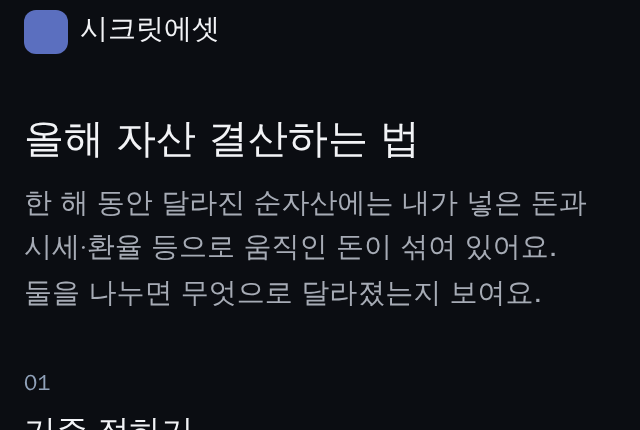 시크릿에셋
올해 자산 결산하는 법
한 해 동안 달라진 순자산에는 내가 넣은 돈과
시세·환율 등으로 움직인 돈이 섞여 있어요.
둘을 나누면 무엇으로 달라졌는지 보여요.
01